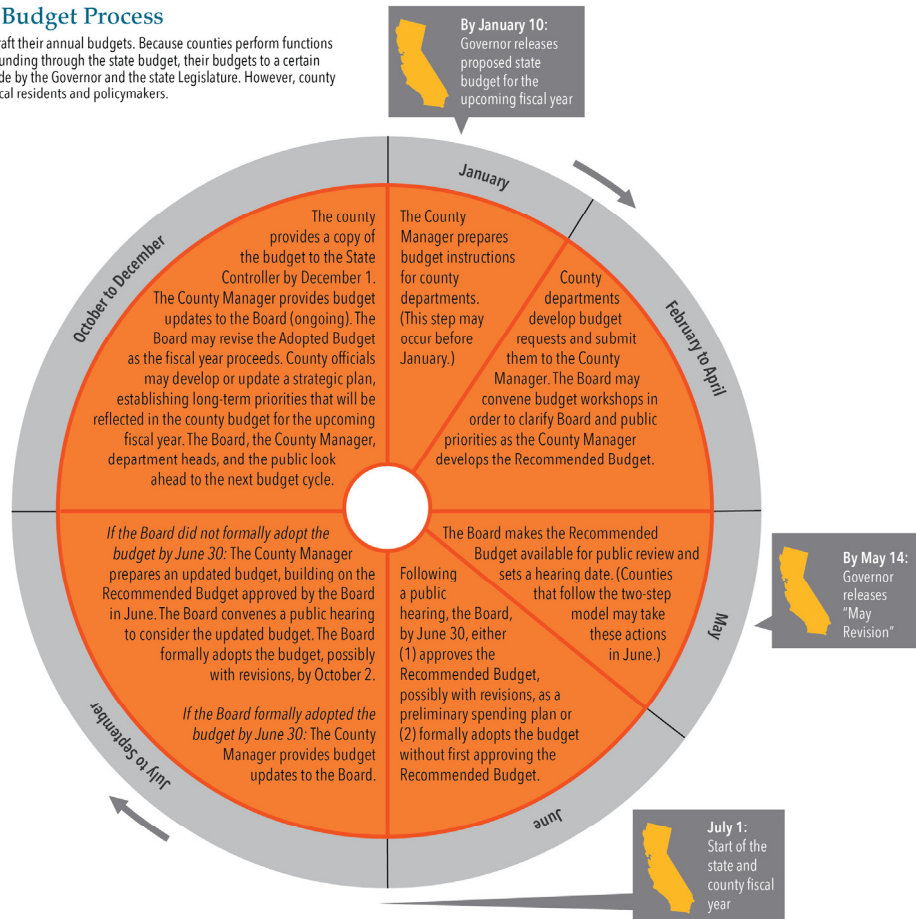 Budget Process
raft their annual budgets. Because counties perform functions
unding through the state budget, their budgets to a certain
de by the Governor and the state Legislature. However, county
cal residents and policymakers.
By January 10:
Governor releases
proposed state
budget for the
upcoming fiscal year
January
The County
Manager prepares
budget instructions
for county
departments.
(This step may
occur before
January.)
February to April
County
departments
develop budget
requests and submit
them to the County
Manager. The Board may
convene budget workshops in
order to clarify Board and public
priorities as the County Manager
develops the Recommended Budget.
May
The Board makes the Recommended
Budget available for public review and
sets a hearing date. (Counties
that follow the two-step
model may take
these actions
in June.)
By May 14:
Governor
releases
“May
Revision”
June
Following
a public
hearing, the Board,
by June 30, either
(1) approves the
Recommended Budget,
possibly with revisions, as a
preliminary spending plan or
(2) formally adopts the budget
without first approving the
Recommended Budget.
July 1:
Start of the
state and
county fiscal
year
July to September
If the Board did not formally adopt the
budget by June 30: The County Manager
prepares an updated budget, building on the
Recommended Budget approved by the Board
in June. The Board convenes a public hearing
to consider the updated budget. The Board
formally adopts the budget, possibly
with revisions, by October 2.
If the Board formally adopted the
budget by June 30: The County
Manager provides budget
updates to the Board.
October to December
The county
provides a copy of
the budget to the State
Controller by December 1.
The County Manager provides budget
updates to the Board (ongoing). The
Board may revise the Adopted Budget
as the fiscal year proceeds. County officials
may develop or update a strategic plan,
establishing long-term priorities that will be
reflected in the county budget for the upcoming
fiscal year. The Board, the County Manager,
department heads, and the public look
ahead to the next budget cycle.